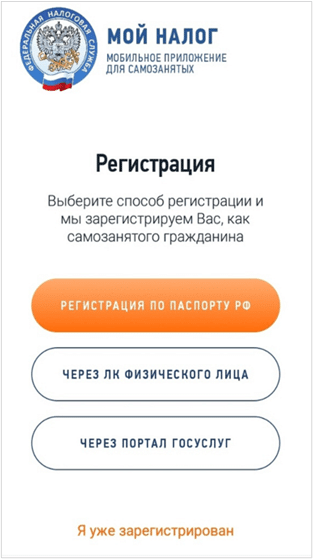 ФЕДЕРАЛЬНАЯ НАЛОГОВАЯ СЛУЖБА
МОЙ НАЛОГ
МОБИЛЬНОЕ ПРИЛОЖЕНИЕ
ДЛЯ САМОЗАНЯТЫХ
Регистрация
Выберите способ регистрации и
мы зарегистрируем Вас, как
самозанятого гражданина
РЕГИСТРАЦИЯ ПО ПАСПОРТУ РФ
ЧЕРЕЗ ЛК ФИЗИЧЕСКОГО ЛИЦА
ЧЕРЕЗ ПОРТАЛ ГОСУСЛУГ
Я уже зарегистрирован